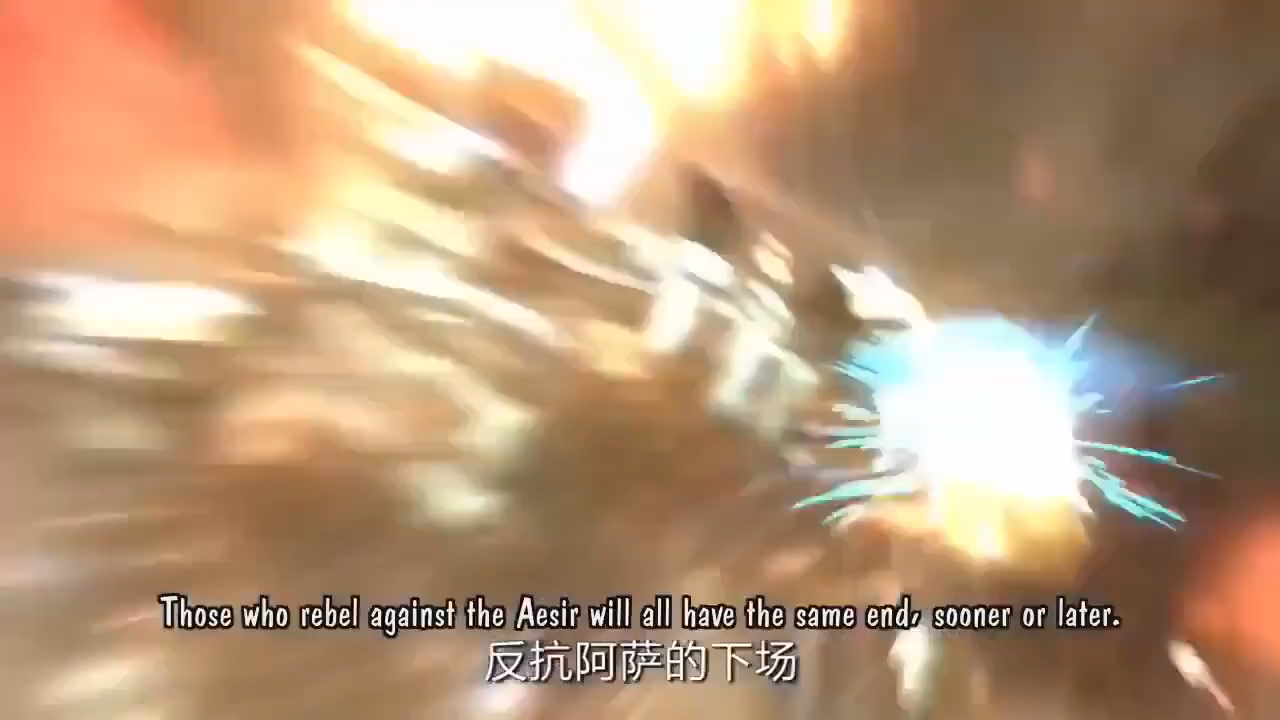 Those who rebel against the Aesir will all have the same end, sooner or later.
反抗阿萨的下场